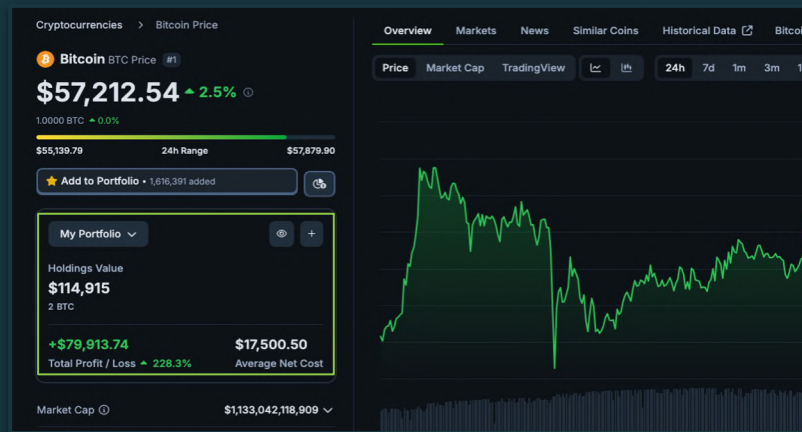 Cryptocurrencies > Bitcoin Price
Bitcoin BTC Price #1
$57,212.54 2.5%
1.0000 BTC 0.0%
$55,139.79 24h Range $57,879.90
Add to Portfolio • 1,616,391 added
My Portfolio
Holdings Value
$114,915
2 BTC
+$79,913.74 $17,500.50
Total Profit / Loss 228.3% Average Net Cost
Market Cap $1,133,042,118,909
Overview Markets News Similar Coins Historical Data Bitcoi
Price Market Cap TradingView 24h 7d 1m 3m 1